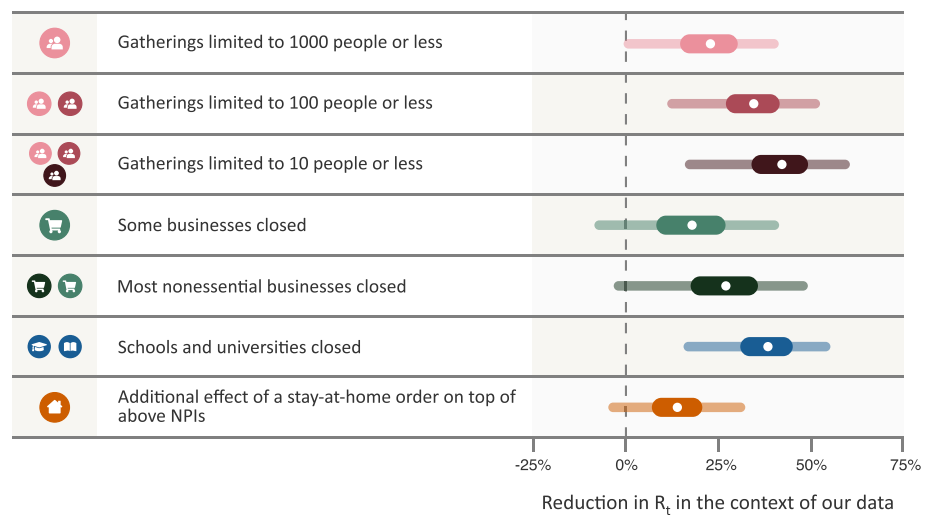 Gatherings limited to 1000 people or less
Gatherings limited to 100 people or less
Gatherings limited to 10 people or less
Some businesses closed
Most nonessential businesses closed
Schools and universities closed
Additional effect of a stay-at-home order on top of
above NPIs
-25% 0% 25% 50% 75%
Reduction in Rt in the context of our data